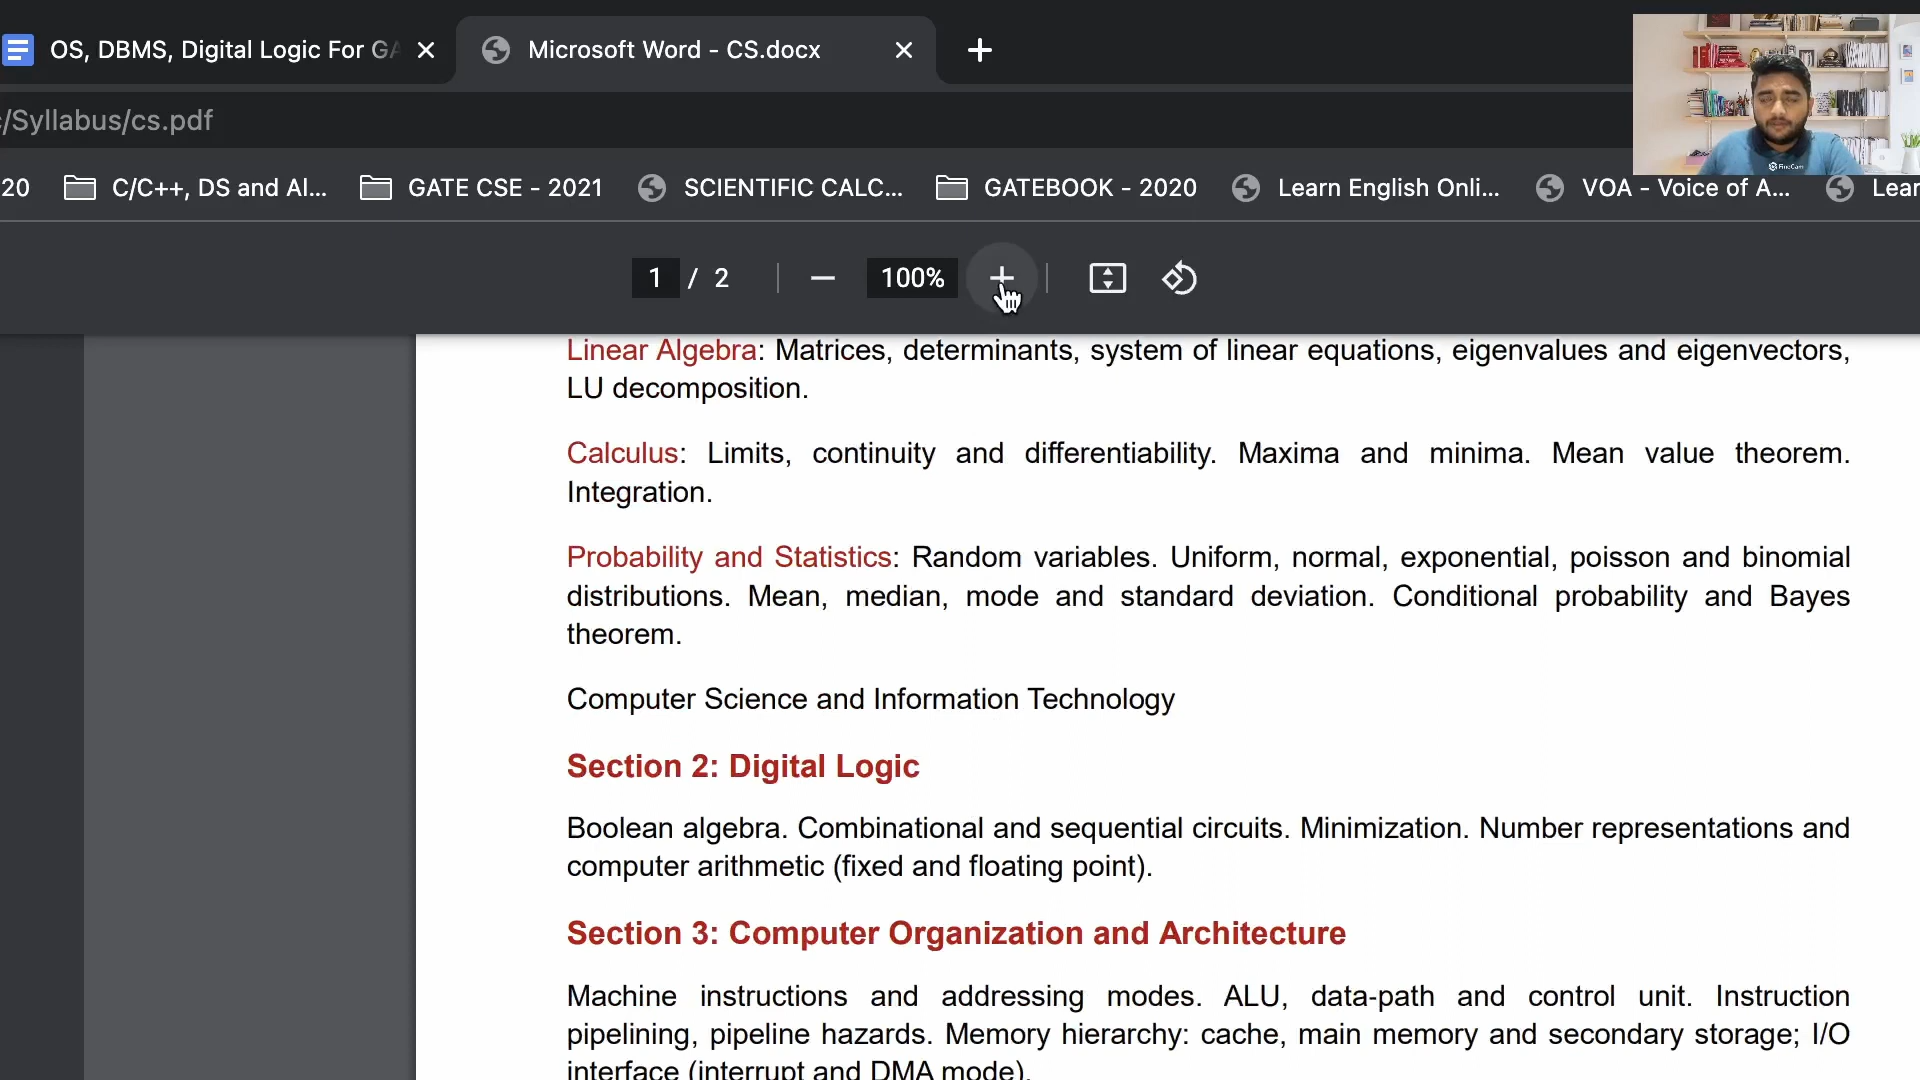 OS, DBMS, Digital Logic For GA
Microsoft Word - CS.docx
/Syllabus/cs.pdf
20 C/C++, DS and Al... GATE CSE - 2021 SCIENTIFIC CALC... GATEBOOK - 2020 Learn English Onli... VOA - Voice of A... Lear
FineCam
1 / 2 100%
Linear Algebra: Matrices, determinants, system of linear equations, eigenvalues and eigenvectors,
LU decomposition.
Calculus: Limits, continuity and differentiability. Maxima and minima. Mean value theorem.
Integration.
Probability and Statistics: Random variables. Uniform, normal, exponential, poisson and binomial
distributions. Mean, median, mode and standard deviation. Conditional probability and Bayes
theorem.
Computer Science and Information Technology
Section 2: Digital Logic
Boolean algebra. Combinational and sequential circuits. Minimization. Number representations and
computer arithmetic (fixed and floating point).
Section 3: Computer Organization and Architecture
Machine instructions and addressing modes. ALU, data-path and control unit. Instruction
pipelining, pipeline hazards. Memory hierarchy: cache, main memory and secondary storage; I/O
interface (interrupt and DMA mode).